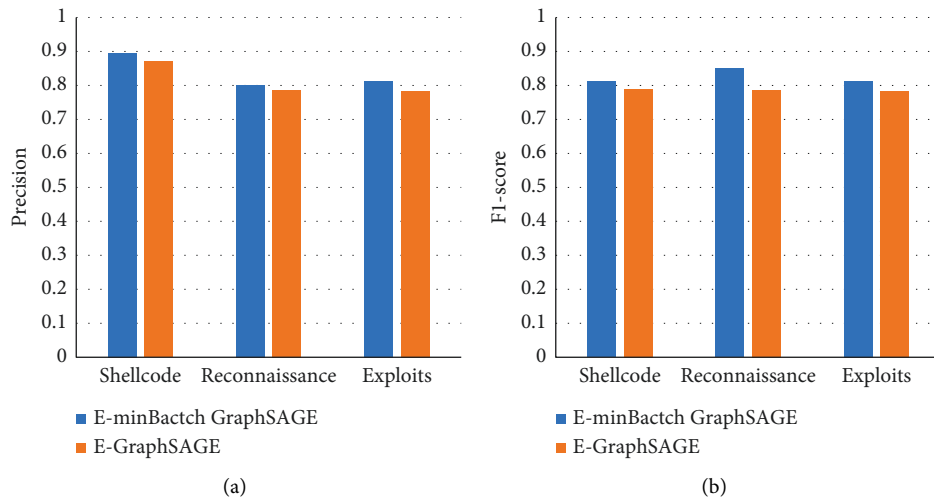 1
0.9
0.8
0.7
0.6
0.5
0.4
0.3
0.2
0.1
0
Precision
Shellcode Reconnaissance Exploits
E-minBactch GraphSAGE
E-GraphSAGE
(a)
1
0.9
0.8
0.7
0.6
0.5
0.4
0.3
0.2
0.1
0
F1-score
Shellcode Reconnaissance Exploits
E-minBactch GraphSAGE
E-GraphSAGE
(b)